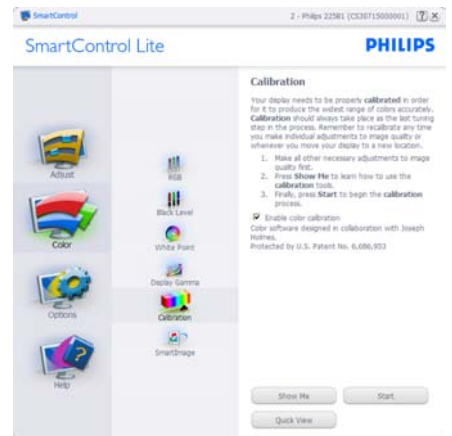 SmartControl
2 - Philips 225B1 (CS30715000001)
SmartControl Lite
PHILIPS
Adjust
Color
Options
Help
RGB
Black Level
White Point
Display Gamma
Calibration
SmartImage
Calibration
Your display needs to be properly calibrated in order
for it to produce the widest range of colors accurately.
Calibration should always take place as the last tuning
step in the process. Remember to recalibrate any time
you make individual adjustments to image quality or
whenever you move your display to a new location.
1. Make all other necessary adjustments to image
quality first.
2. Press Show Me to learn how to use the
calibration tools.
3. Finally, press Start to begin the calibration
process.
Enable color calibration
Color software designed in collaboration with Joseph
Holmes.
Protected by U.S. Patent No. 6,086,953
Show Me
Start
Quick View